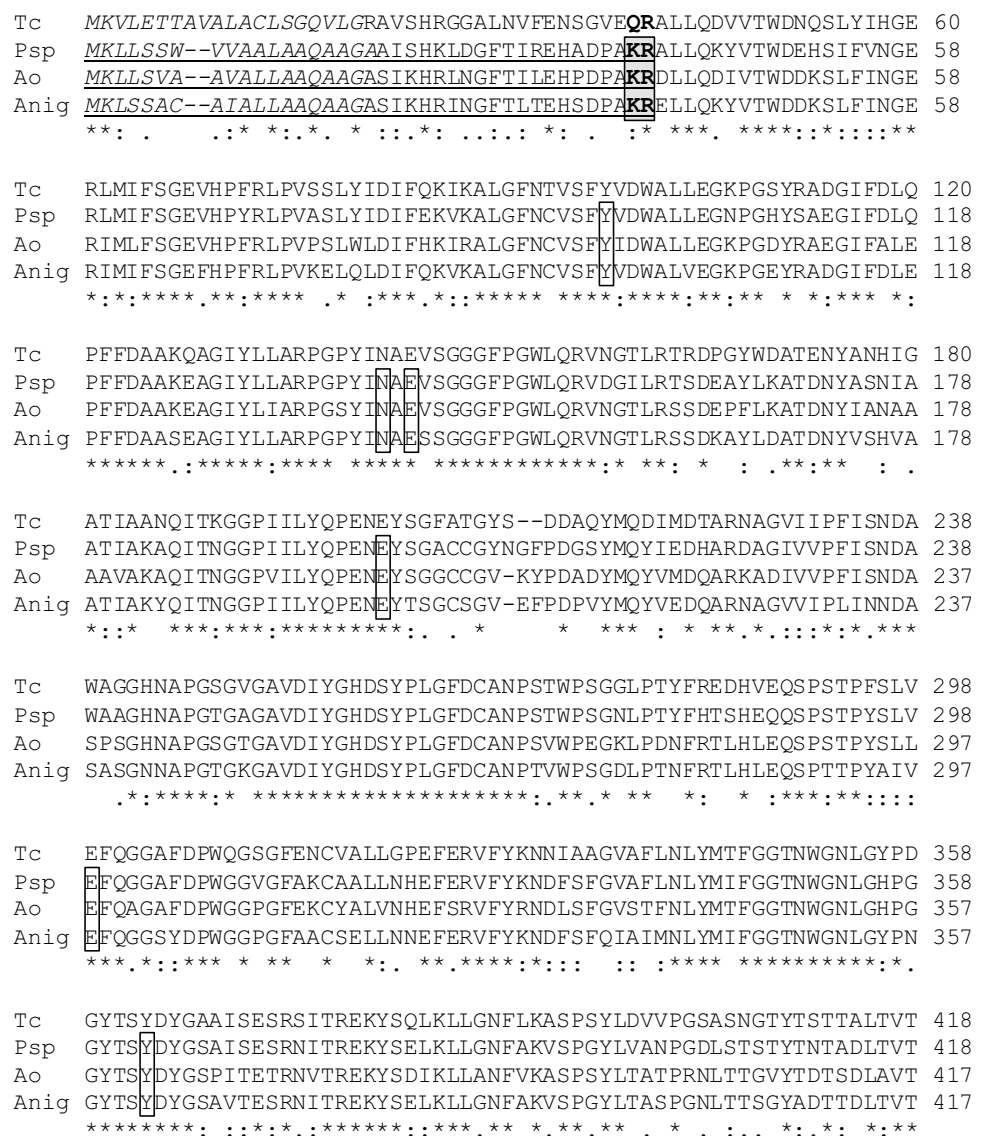 Tc MKVLETTAVALACLSGQVLGRAVSHRGGALNVFENSGVEQRALLQDVVTWDNQSLYIHGE 60
Psp MKLLSSW--VVAALAAQAAGAAISHKLDGFTIREHADPAKRALLQKYVTWDEHSIFVNGE 58
Ao MKLLSVA--AVALLAAQAAGASIKHRLNGFTILEHPDPAKRDLLQDIVTWDDKSLFINGE 58
Anig MKLSSAC--AIALLAAQAAGASIKHRINGFTLTEHSDPAKRELLQKYVTWDDKSLFINGE 58
**: . .:* *:.* * ::.*: ..:.: *: . :* ***. ****::*:::**
Tc RLMIFSGEVHPFRLPVSSLYIDIFQKIKALGFNTVSFYVDWALLEGKPGSYRADGIFDLQ 120
Psp RLMIFSGEVHPYRLPVASLYIDIFEKVKALGFNCVSFYVDWALLEGNPGHYSAEGIFDLQ 118
Ao RIMLFSGEVHPFRLPVPSLWLDIFHKIRALGFNCVSFYIDWALLEGKPGDYRAEGIFALE 118
Anig RIMIFSGEFHPFRLPVKELQLDIFQKVKALGFNCVSFYVDWALVEGKPGEYRADGIFDLE 118
*:*:****.**:**** .* :***.*::***** ****:****:**:** * *:*** *:
Tc PFFDAAKQAGIYLLARPGPYINAEVSGGGFPGWLQRVNGTLRTRDPGYWDATENYANHIG 180
Psp PFFDAAKEAGIYLLARPGPYINAEVSGGGFPGWLQRVDGILRTSDEAYLKATDNYASNIA 178
Ao PFFDAAKEAGIYLIARPGSYINAEVSGGGFPGWLQRVNGTLRSSDEPFLKATDNYIANAA 178
Anig PFFDAASEAGIYLLARPGPYINAESSGGGFPGWLQRVNGTLRSSDKAYLDATDNYVSHVA 178
******.:*****:**** ***** ************:* **: * : .**:** : .
Tc ATIAANQITKGGPIILYQPENEYSGFATGYS--DDAQYMQDIMDTARNAGVIIPFISNDA 238
Psp ATIAKAQITNGGPIILYQPENEYSGACCGYNGFPDGSYMQYIEDHARDAGIVVPFISNDA 238
Ao AAVAKAQITNGGPVILYQPENEYSGGCCGV-KYPDADYMQYVMDQARKADIVVPFISNDA 237
Anig ATIAKYQITNGGPIILYQPENEYTSGCSGV-EFPDPVYMQYVEDQARNAGVVIPLINNDA 237
*::* ***:***:*********:. . * * *** : * **.*.:::*:*.***
Tc WAGGHNAPGSGVGAVDIYGHDSYPLGFDCANPSTWPSGGLPTYFREDHVEQSPSTPFSLV 298
Psp WAAGHNAPGTGAGAVDIYGHDSYPLGFDCANPSTWPSGNLPTYFHTSHEQQSPSTPYSLV 298
Ao SPSGHNAPGSGTGAVDIYGHDSYPLGFDCANPSVWPEGKLPDNFRTLHLEQSPSTPYSLL 297
Anig SASGNNAPGTGKGAVDIYGHDSYPLGFDCANPTVWPSGDLPTNFRTLHLEQSPTTPYAIV 297
.*:****:* ********************:.**.* ** *: * :***:**::::
Tc EFQGGAFDPWQGSGFENCVALLGPEFERVFYKNNIAAGVAFLNLYMTFGGTNWGNLGYPD 358
Psp EFQGGAFDPWGGVGFAKCAALLNHEFERVFYKNDFSFGVAFLNLYMIFGGTNWGNLGHPG 358
Ao EFQAGAFDPWGGPGFEKCYALVNHEFSRVFYRNDLSFGVSTFNLYMTFGGTNWGNLGHPG 357
Anig EFQGGSYDPWGGPGFAACSELLNNEFERVFYKNDFSFQIAIMNLYMIFGGTNWGNLGYPN 357
***.*::*** * ** * *:. **.****:*::: :: :**** **********:*.
Tc GYTSYDYGAAISESRSITREKYSQLKLLGNFLKASPSYLDVVPGSASNGTYTSTTALTVT 418
Psp GYTSYDYGSAISESRNITREKYSELKLLGNFAKVSPGYLVANPGDLSTSTYTNTADLTVT 418
Ao GYTSYDYGSPITETRNVTREKYSDIKLLANFVKASPSYLTATPRNLTTGVYTDTSDLAVT 417
Anig GYTSYDYGSAVTESRNITREKYSELKLLGNFAKVSPGYLTASPGNLTTSGYADTTDLTVT 417
********: ::*:*.:******::***.** *.**.** . * . :.. *:.*: *:**